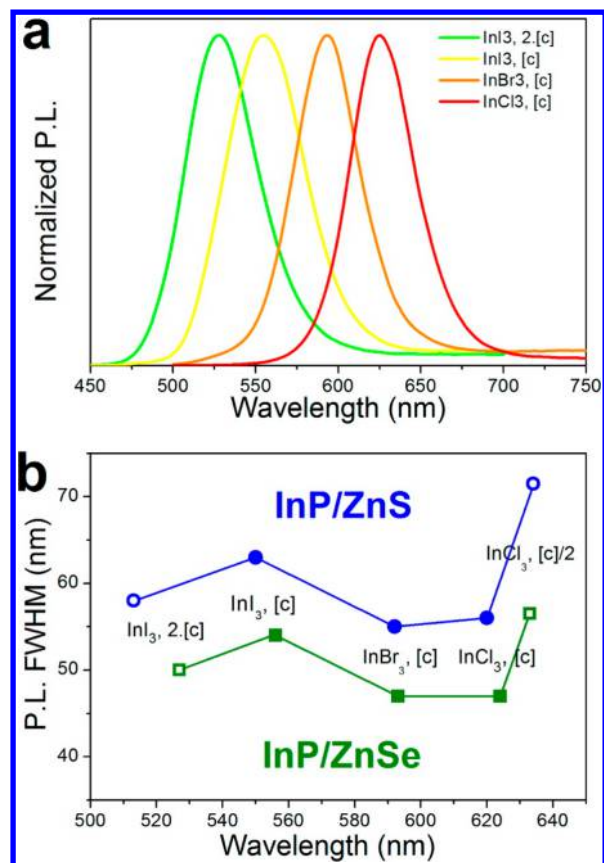 a
InI3, 2.[c]
InI3, [c]
InBr3, [c]
InCl3, [c]
Normalized P.L.
450 500 550 600 650 700 750
Wavelength (nm)
b
InP/ZnS
70
60
50
40
P.L. FWHM (nm)
InCl₃, [c]/2
InI₃, [c]
InI₃, 2.[c]
InBr₃, [c] InCl₃, [c]
InP/ZnSe
500 520 540 560 580 600 620 640
Wavelength (nm)